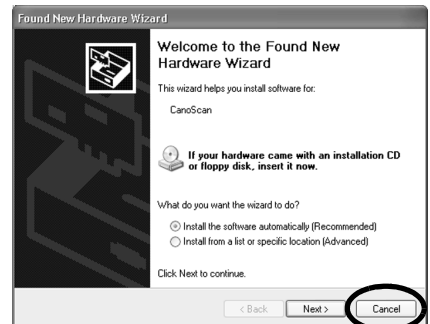 Found New Hardware Wizard
Welcome to the Found New
Hardware Wizard
This wizard helps you install software for:
CanoScan
If your hardware came with an installation CD
or floppy disk, insert it now.
What do you want the wizard to do?
Install the software automatically (Recommended)
Install from a list or specific location (Advanced)
Click Next to continue.
< Back Next > Cancel